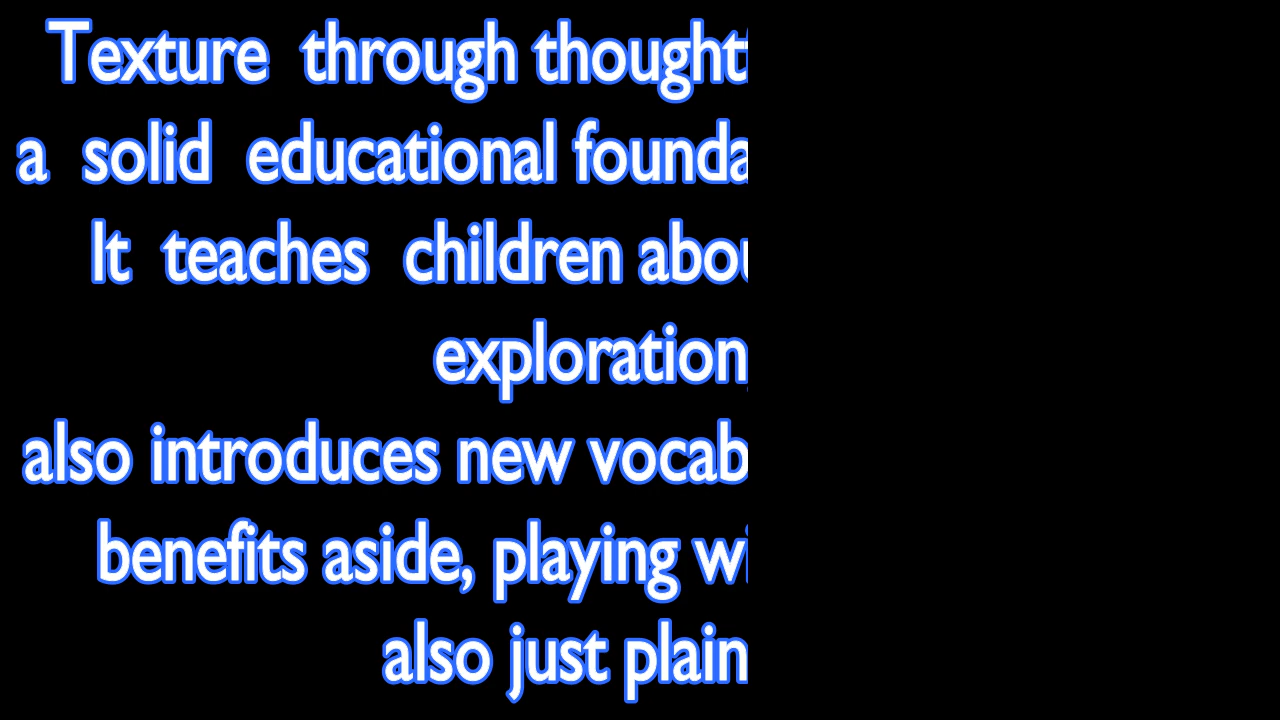 Texture through thought
a solid educational founda
It teaches children abou
exploration
also introduces new vocab
benefits aside, playing wi
also just plain